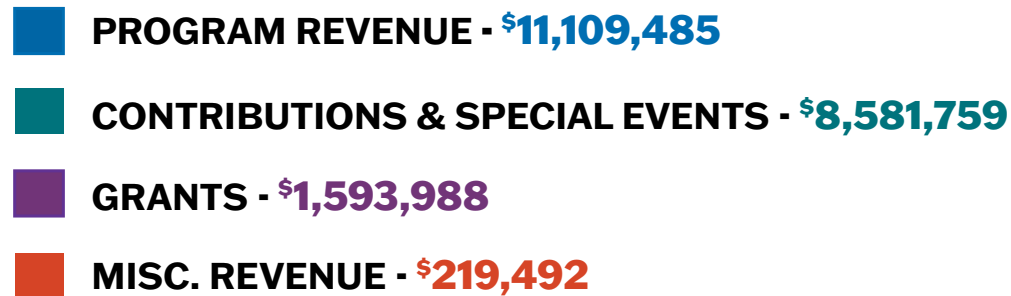 PROGRAM REVENUE - $11,109,485
CONTRIBUTIONS & SPECIAL EVENTS - $8,581,759
GRANTS - $1,593,988
MISC. REVENUE - $219,492